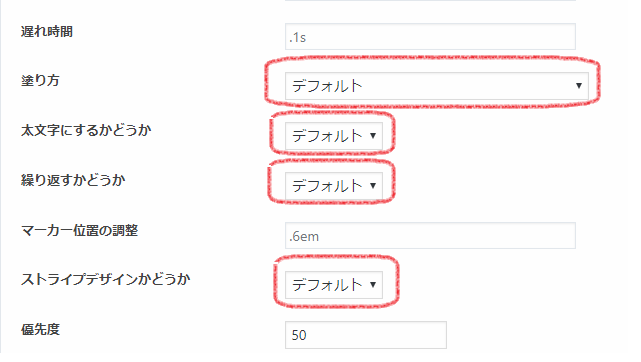 遅れ時間
.1s
塗り方
デフォルト
太文字にするかどうか
デフォルト
繰り返すかどうか
デフォルト
マーカー位置の調整
.6em
ストライプデザインかどうか
デフォルト
優先度
50